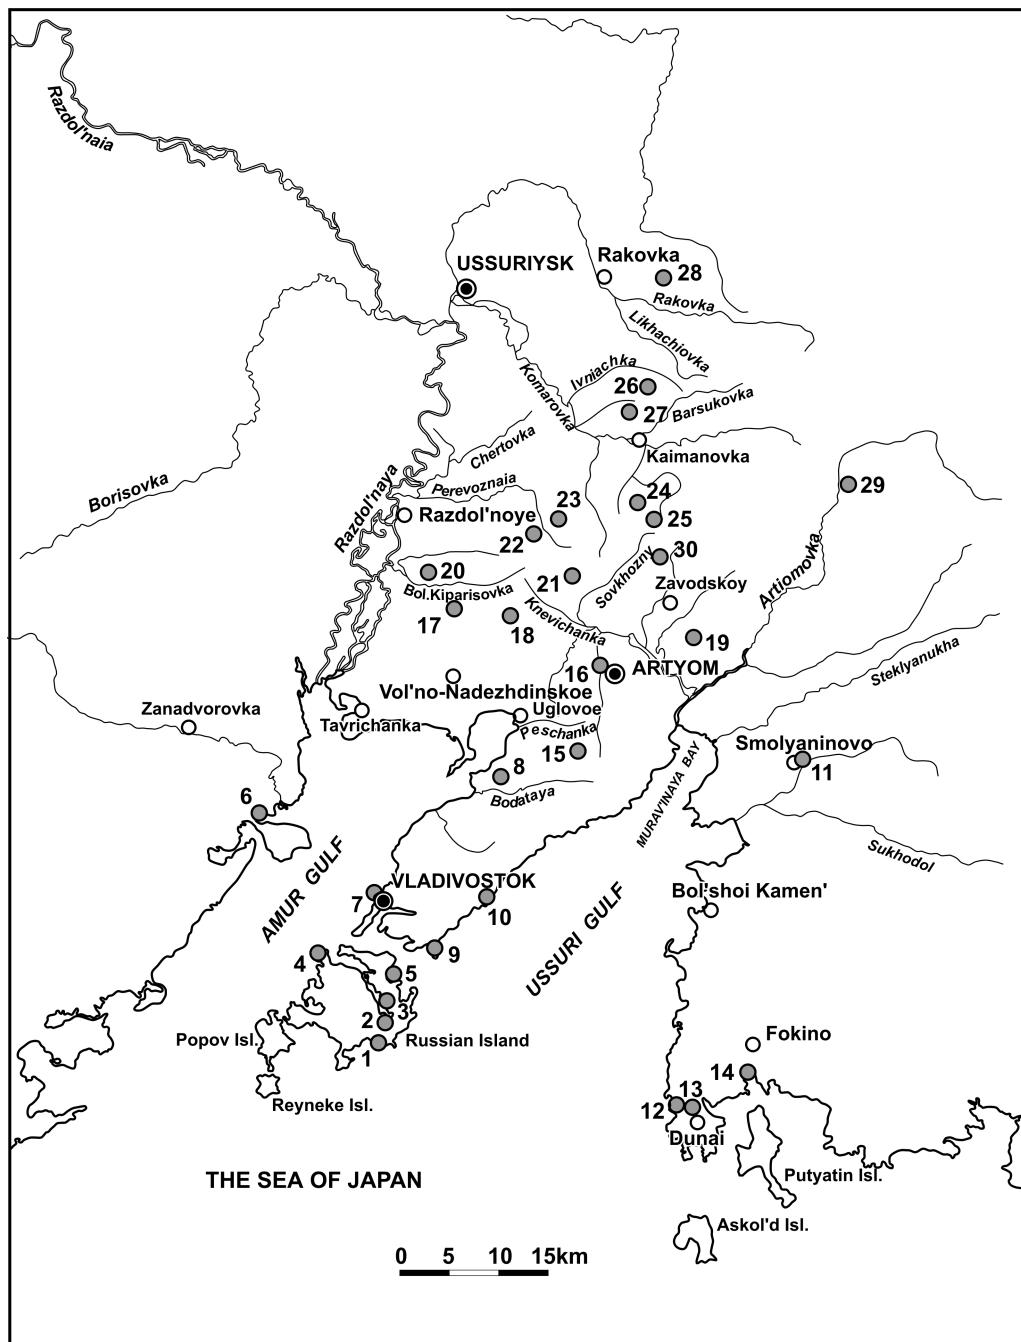 Razdol'naia
USSURIYSK
Rakovka
28
Rakovka
Likhachiovka
Ivniachka
Komarovka
26
27
Barsukovka
Kaimanovka
Chertovka
Borisovka
Razdol'naya
Perevoznaia
23
24
29
Razdol'noye
22
25
30
20
21
Sovkhozny
Artiomovka
Bol.Kiparisovka
Zavodskoy
17
18
Knevichanka
19
16
ARTYOM
Steklyanukha
Vol'no-Nadezhdinskoe
Zanadvorovka
Tavrichanka
Uglovoe
Peschanka
15
Smolyaninovo
11
MURAV'INAYA BAY
8
Bodataya
6
Sukhodol
AMUR GULF
VLADIVOSTOK
7
10
Bol'shoi Kamen'
USSURI GULF
9
4
5
3
2
Popov Isl.
1
Russian Island
Fokino
14
Reyneke Isl.
12
13
Dunai
Putyatin Isl.
THE SEA OF JAPAN
Askol'd Isl.
0 5 10 15km